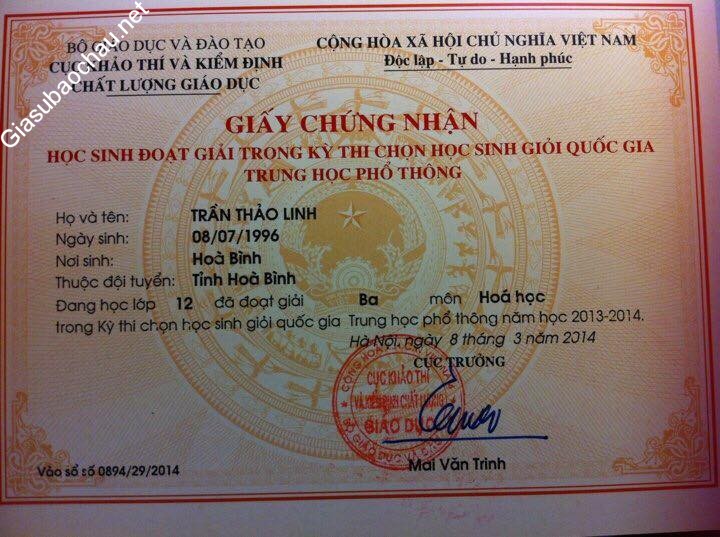 Giasubaochau.net
BỘ GIÁO DỤC VÀ ĐÀO TẠO
CỤC KHẢO THÍ VÀ KIỂM ĐỊNH
CHẤT LƯỢNG GIÁO DỤC
CỘNG HÒA XÃ HỘI CHỦ NGHĨA VIỆT NAM
Độc lập - Tự do - Hạnh phúc
GIẤY CHỨNG NHẬN
HỌC SINH ĐOẠT GIẢI TRONG KỲ THI CHỌN HỌC SINH GIỎI QUỐC GIA
TRUNG HỌC PHỔ THÔNG
Họ và tên: TRẦN THẢO LINH
Ngày sinh: 08/07/1996
Nơi sinh: Hoà Bình
Thuộc đội tuyển: Tỉnh Hoà Bình
Đang học lớp 12 đã đoạt giải Ba môn Hoá học
trong Kỳ thi chọn học sinh giỏi quốc gia Trung học phổ thông năm học 2013-2014.
Hà Nội, ngày 8 tháng 3 năm 2014
CỤC TRƯỞNG
CỤC KHẢO THÍ
VÀ KIỂM ĐỊNH CHẤT LƯỢNG
GIÁO DỤC
Mai Văn Trinh
Vào sổ số 0894/29/2014